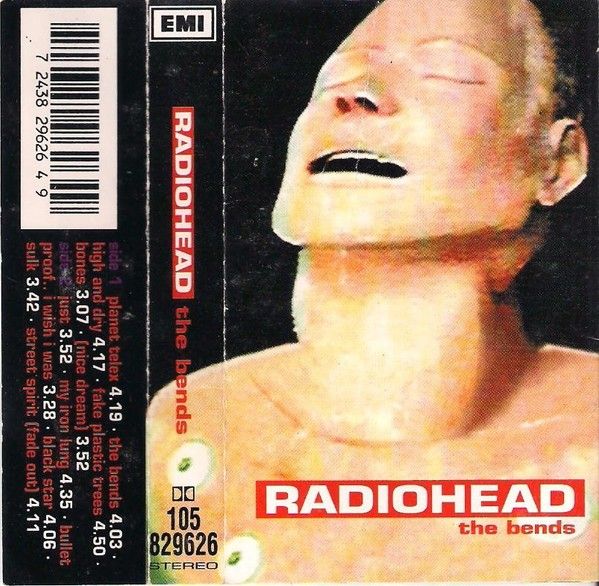 7 24382 96264 9
side 1 planet telex 4.19 · the bends 4.03 ·
high and dry 4.17 · fake plastic trees 4.50 ·
bones 3.07 · (nice dream) 3.52
side 2 just 3.52 · my iron lung 4.35 bullet
proof.. i wish i was 3.28 · black star 4.06 ·
sulk 3.42 · street spirit (fade out) 4.11
EMI
RADIOHEAD the bends
105
829626
STEREO
RADIOHEAD
the bends